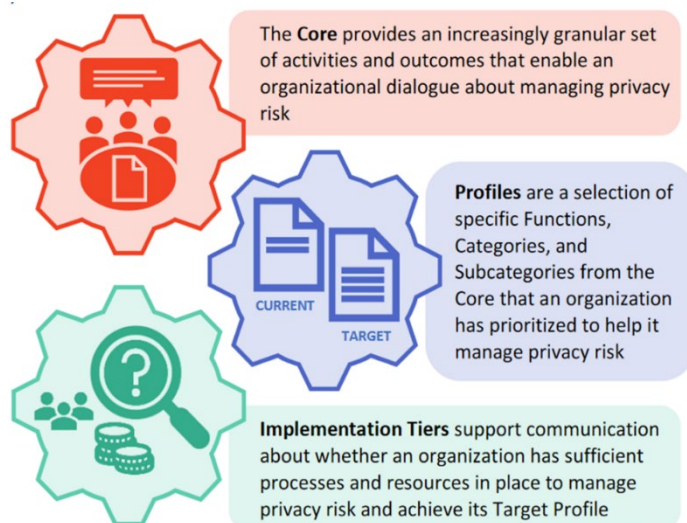 The Core provides an increasingly granular set
of activities and outcomes that enable an
organizational dialogue about managing privacy
risk
CURRENT
TARGET
Profiles are a selection of
specific Functions,
Categories, and
Subcategories from the
Core that an organization
has prioritized to help it
manage privacy risk
?
Implementation Tiers support communication
about whether an organization has sufficient
processes and resources in place to manage
privacy risk and achieve its Target Profile